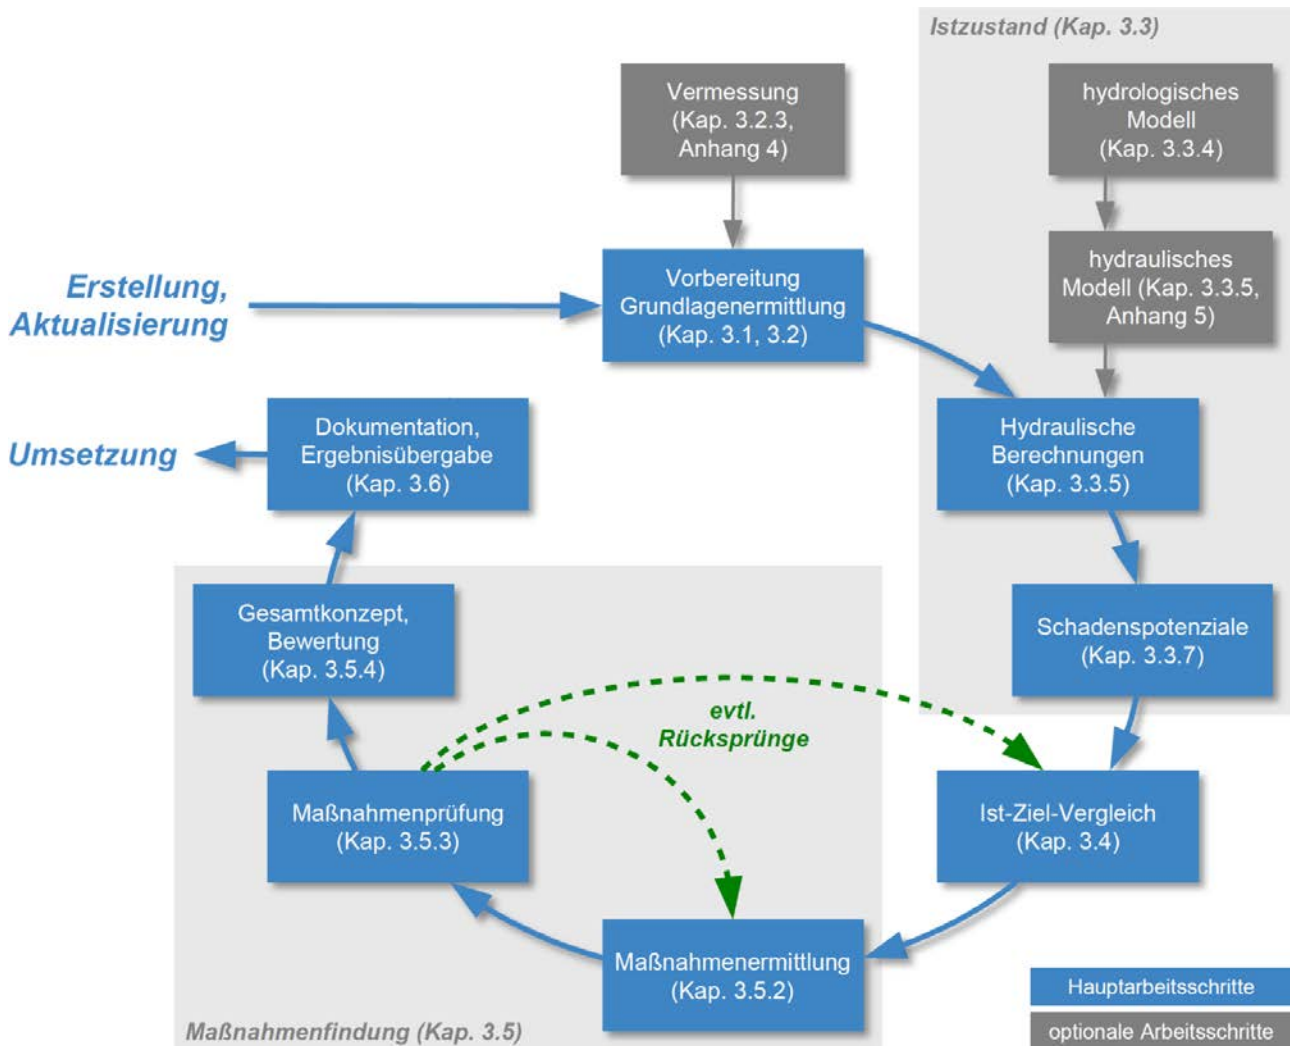 Istzustand (Kap. 3.3)
Vermessung
(Kap. 3.2.3,
Anhang 4)
hydrologisches
Modell
(Kap. 3.3.4)
hydraulisches
Modell (Kap. 3.3.5,
Anhang 5)
Erstellung,
Aktualisierung
Vorbereitung
Grundlagenermittlung
(Kap. 3.1, 3.2)
Hydraulische
Berechnungen
(Kap. 3.3.5)
Umsetzung
Dokumentation,
Ergebnisübergabe
(Kap. 3.6)
Schadenspotenziale
(Kap. 3.3.7)
Gesamtkonzept,
Bewertung
(Kap. 3.5.4)
evtl.
Rücksprünge
Maßnahmenprüfung
(Kap. 3.5.3)
Ist-Ziel-Vergleich
(Kap. 3.4)
Maßnahmenermittlung
(Kap. 3.5.2)
Maßnahmenfindung (Kap. 3.5)
Hauptarbeitsschritte
optionale Arbeitsschritte